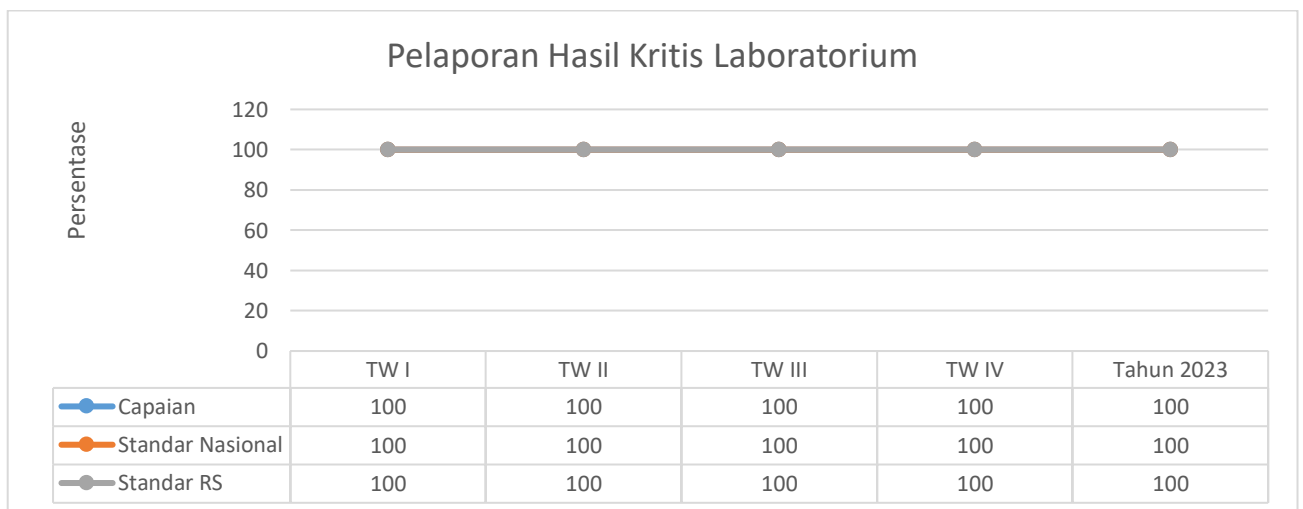 Pelaporan Hasil Kritis Laboratorium
Persentase
120
100
80
60
40
20
0
TW I TW II TW III TW IV Tahun 2023
Capaian 100 100 100 100 100
Standar Nasional 100 100 100 100 100
Standar RS 100 100 100 100 100